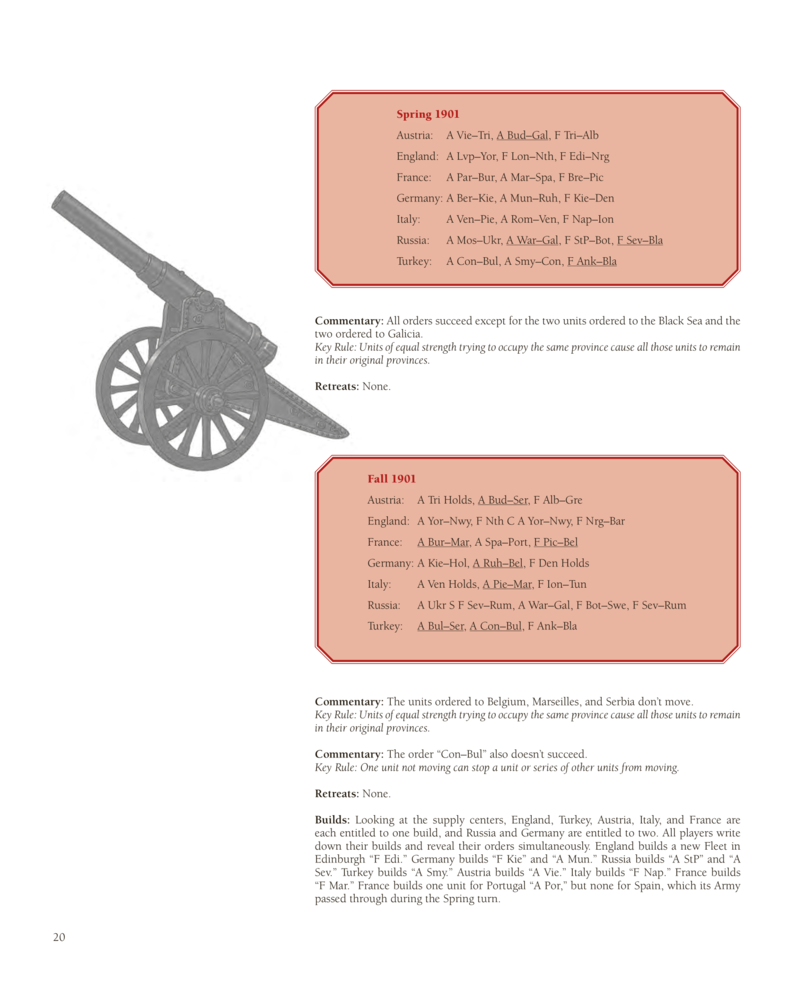 Spring 1901
Austria: A Vie–Tri, A Bud–Gal, F Tri–Alb
England: A Lvp–Yor, F Lon–Nth, F Edi–Nrg
France: A Par–Bur, A Mar–Spa, F Bre–Pic
Germany: A Ber–Kie, A Mun–Ruh, F Kie–Den
Italy: A Ven–Pie, A Rom–Ven, F Nap–Ion
Russia: A Mos–Ukr, A War–Gal, F StP–Bot, F Sev–Bla
Turkey: A Con–Bul, A Smy–Con, F Ank–Bla
Commentary: All orders succeed except for the two units ordered to the Black Sea and the
two ordered to Galicia.
Key Rule: Units of equal strength trying to occupy the same province cause all those units to remain
in their original provinces.
Retreats: None.
Fall 1901
Austria: A Tri Holds, A Bud–Ser, F Alb–Gre
England: A Yor–Nwy, F Nth C A Yor–Nwy, F Nrg–Bar
France: A Bur–Mar, A Spa–Port, F Pic–Bel
Germany: A Kie–Hol, A Ruh–Bel, F Den Holds
Italy: A Ven Holds, A Pie–Mar, F Ion–Tun
Russia: A Ukr S F Sev–Rum, A War–Gal, F Bot–Swe, F Sev–Rum
Turkey: A Bul–Ser, A Con–Bul, F Ank–Bla
Commentary: The units ordered to Belgium, Marseilles, and Serbia don't move.
Key Rule: Units of equal strength trying to occupy the same province cause all those units to remain
in their original provinces.
Commentary: The order “Con–Bul” also doesn't succeed.
Key Rule: One unit not moving can stop a unit or series of other units from moving.
Retreats: None.
Builds: Looking at the supply centers, England, Turkey, Austria, Italy, and France are
each entitled to one build, and Russia and Germany are entitled to two. All players write
down their builds and reveal their orders simultaneously. England builds a new Fleet in
Edinburgh “F Edi.” Germany builds “F Kie” and “A Mun.” Russia builds “A StP” and “A
Sev.” Turkey builds “A Smy.” Austria builds “A Vie.” Italy builds “F Nap.” France builds
“F Mar.” France builds one unit for Portugal “A Por,” but none for Spain, which its Army
passed through during the Spring turn.
20